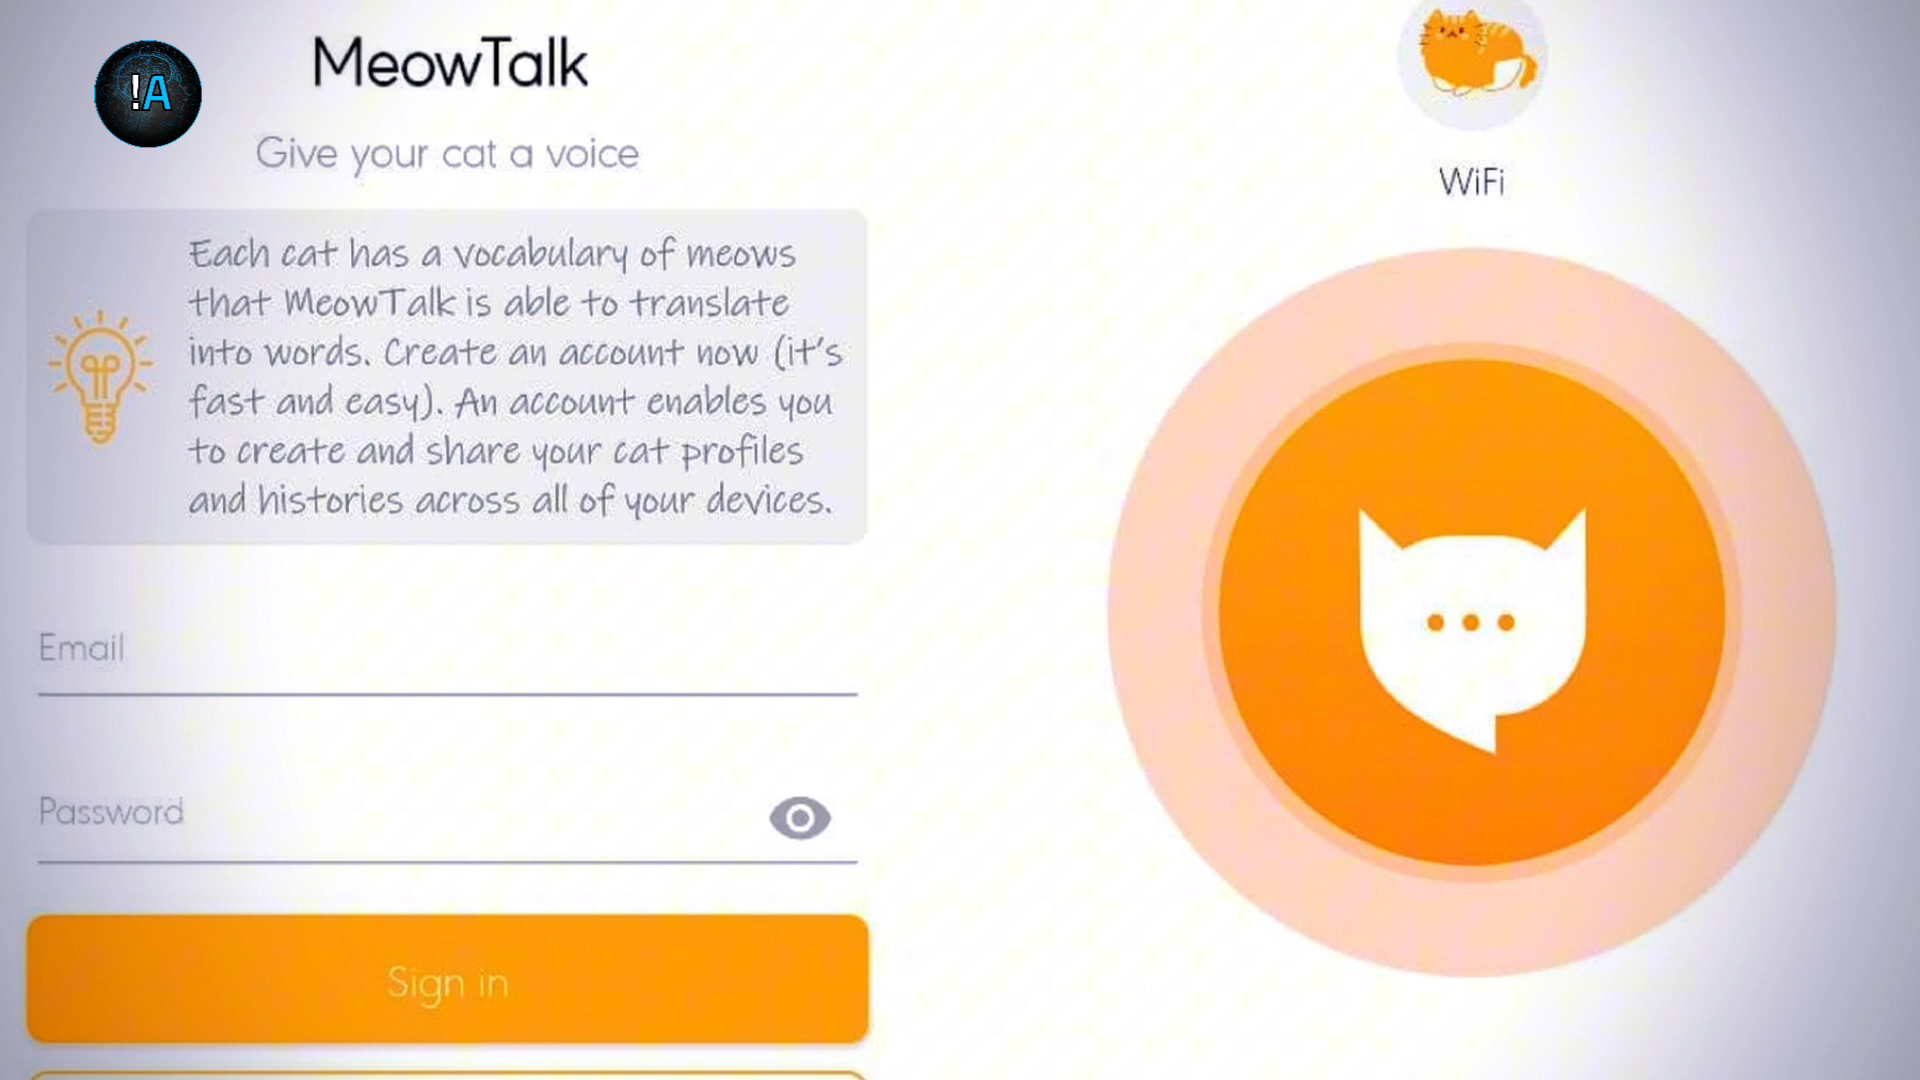 !A
MeowTalk
Give your cat a voice
Each cat has a vocabulary of meows
that MeowTalk is able to translate
into words. Create an account now (it's
fast and easy). An account enables you
to create and share your cat profiles
and histories across all of your devices.
Email
Password
Sign in
WiFi